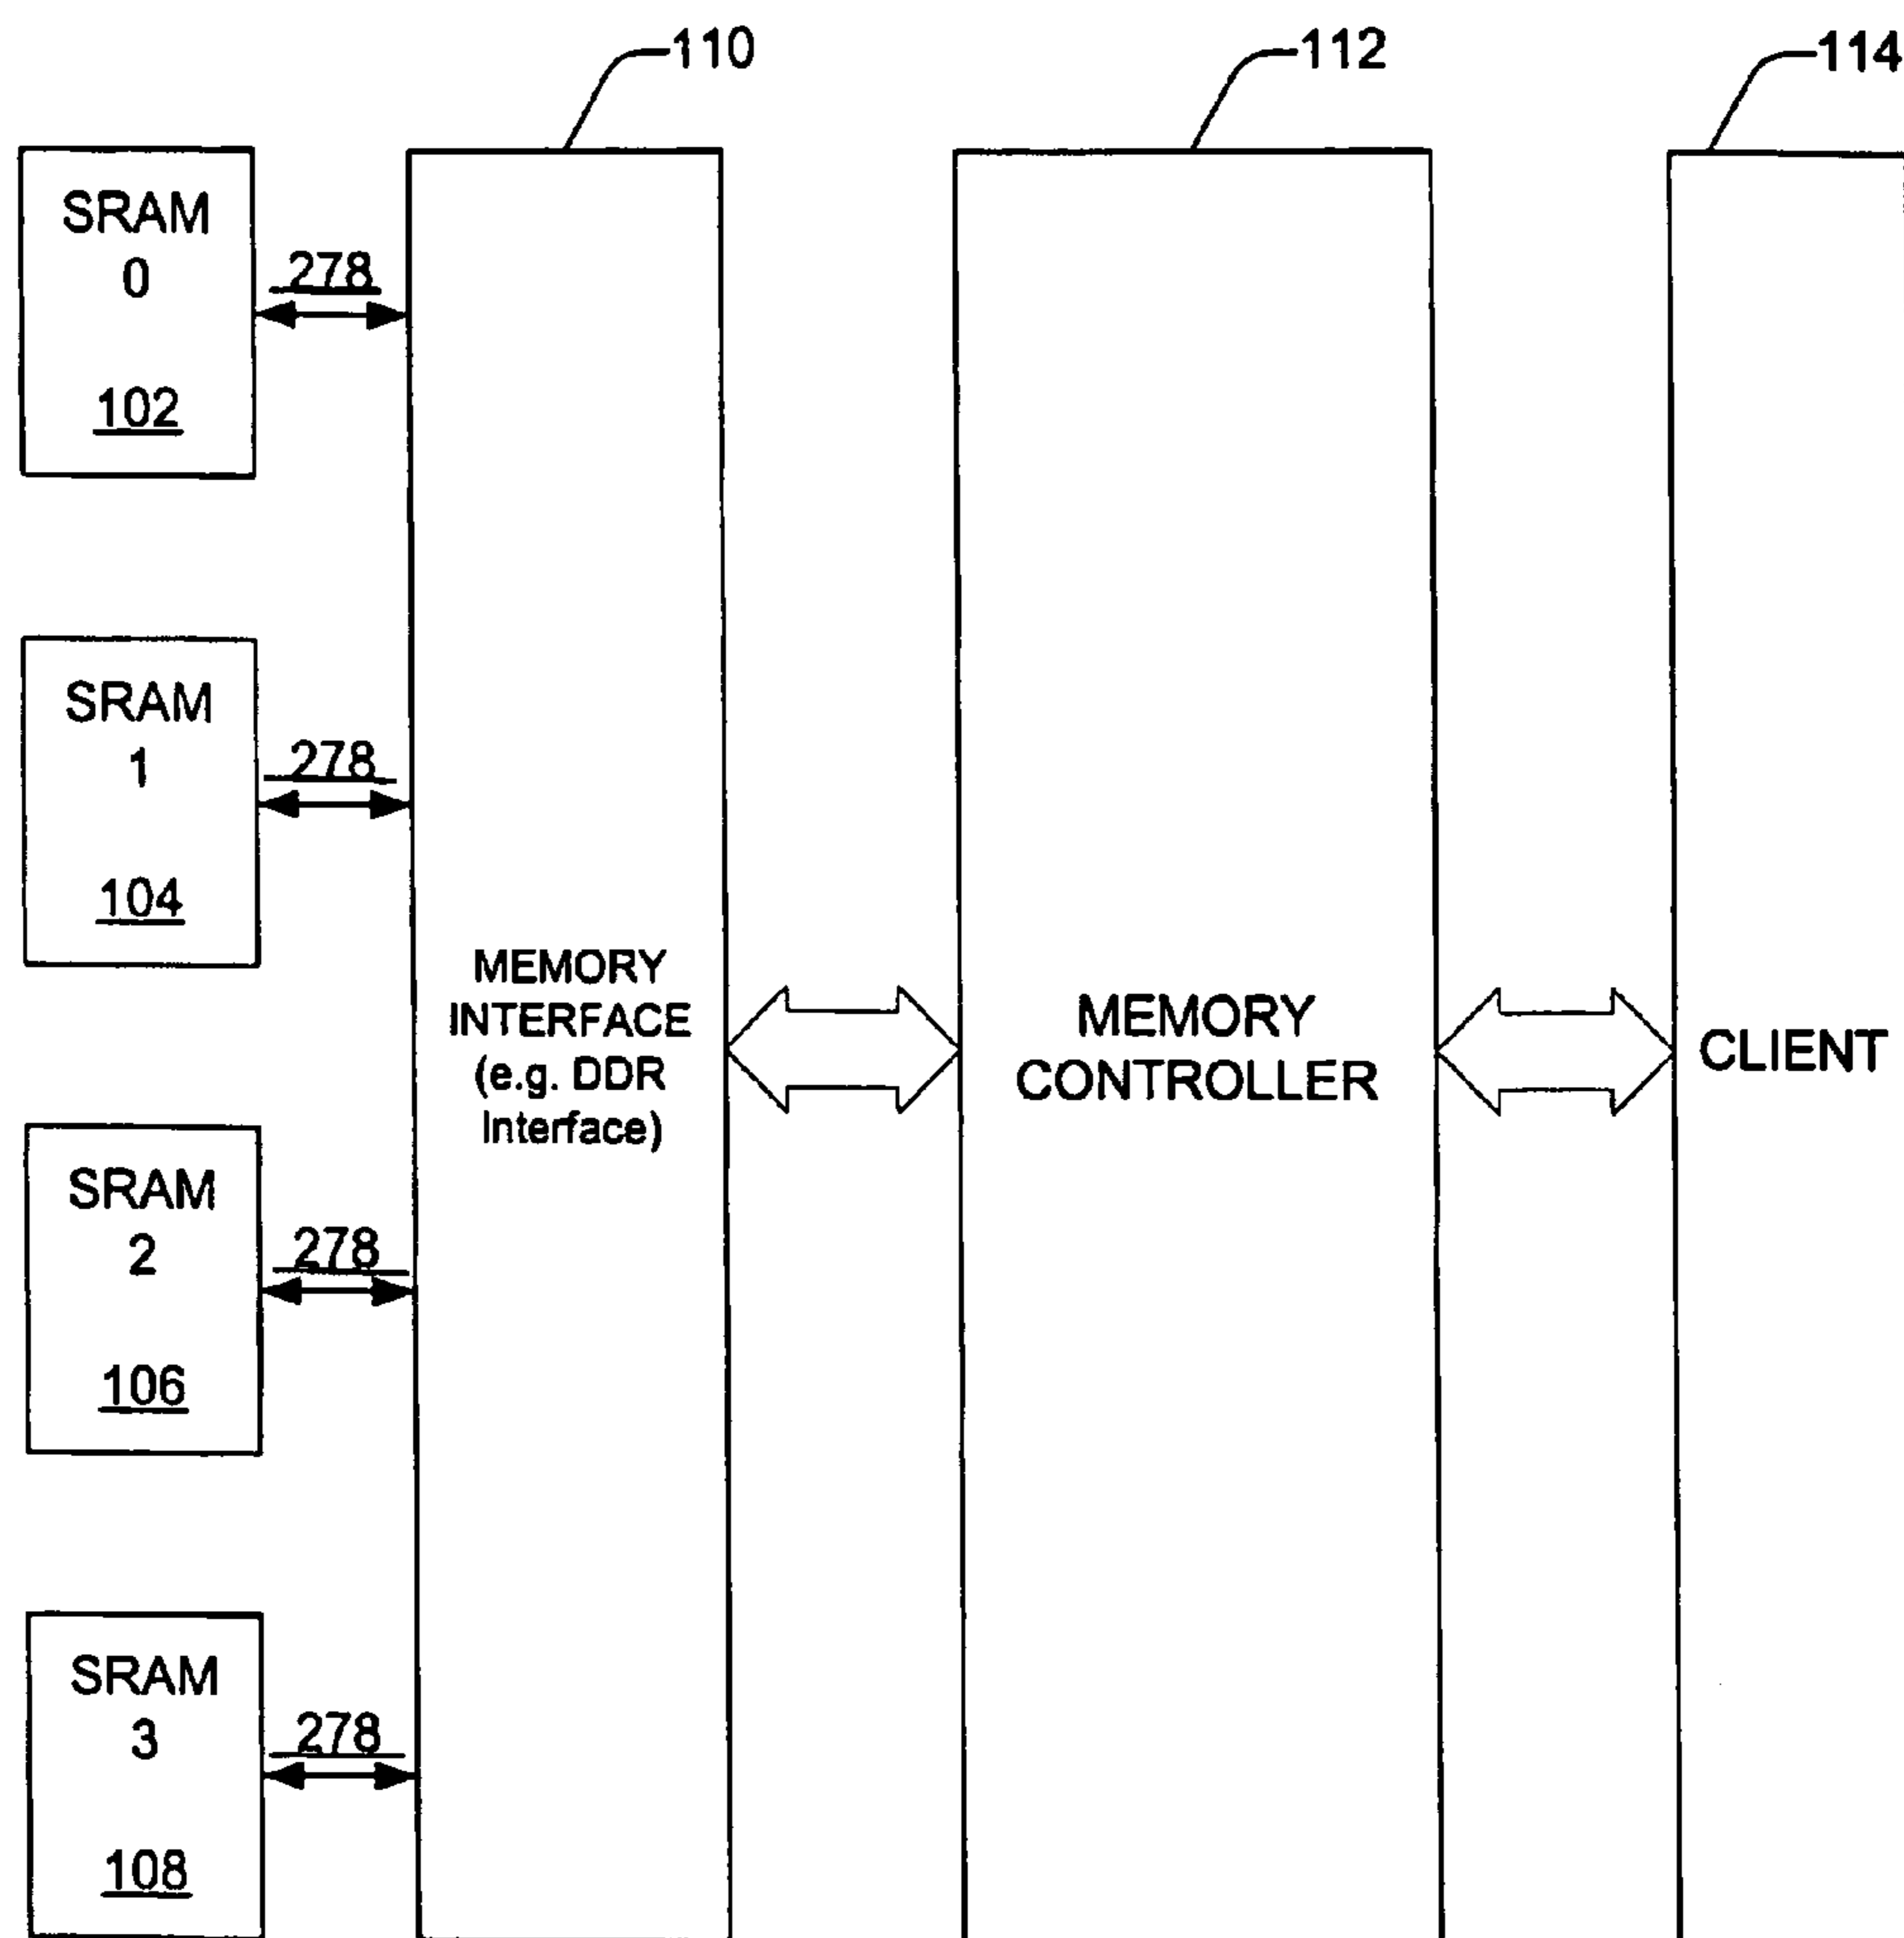 110
112
114
SRAM
0
278
102
SRAM
1
278
104
MEMORY
INTERFACE
(e.g. DDR
Interface)
MEMORY
CONTROLLER
CLIENT
SRAM
2
278
106
SRAM
3
278
108